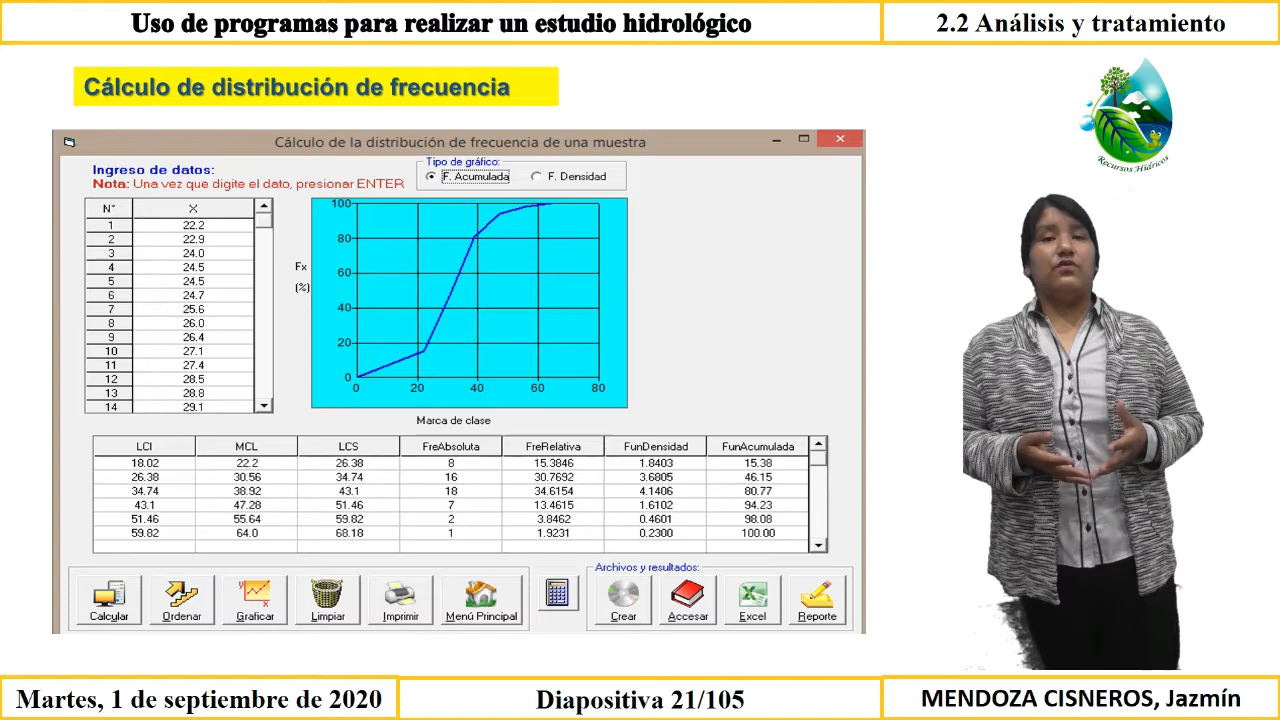 Uso de programas para realizar un estudio hidrológico
2.2 Análisis y tratamiento
Cálculo de distribución de frecuencia
Recursos Hídricos
Cálculo de la distribución de frecuencia de una muestra
Ingreso de datos:
Nota: Una vez que digite el dato, presionar ENTER
Tipo de gráfico:
F. Acumulada F. Densidad
N° X
1 22.2
2 22.9
3 24.0
4 24.5
5 24.5
6 24.7
7 25.6
8 26.0
9 26.4
10 27.1
11 27.4
12 28.5
13 28.8
14 29.1
Fx
(%)
100
80
60
40
20
0
0 20 40 60 80
Marca de clase
LCI MCL LCS FreAbsoluta FreRelativa FunDensidad FunAcumulada
18.02 22.2 26.38 8 15.3846 1.8403 15.38
26.38 30.56 34.74 16 30.7692 3.6805 46.15
34.74 38.92 43.1 18 34.6154 4.1406 80.77
43.1 47.28 51.46 7 13.4615 1.6102 94.23
51.46 55.64 59.82 2 3.8462 0.4601 98.08
59.82 64.0 68.18 1 1.9231 0.2300 100.00
Archivos y resultados:
Calcular Ordenar Graficar Limpiar Imprimir Menú Principal Crear Accesar Excel Reporte
Martes, 1 de septiembre de 2020
Diapositiva 21/105
MENDOZA CISNEROS, Jazmín